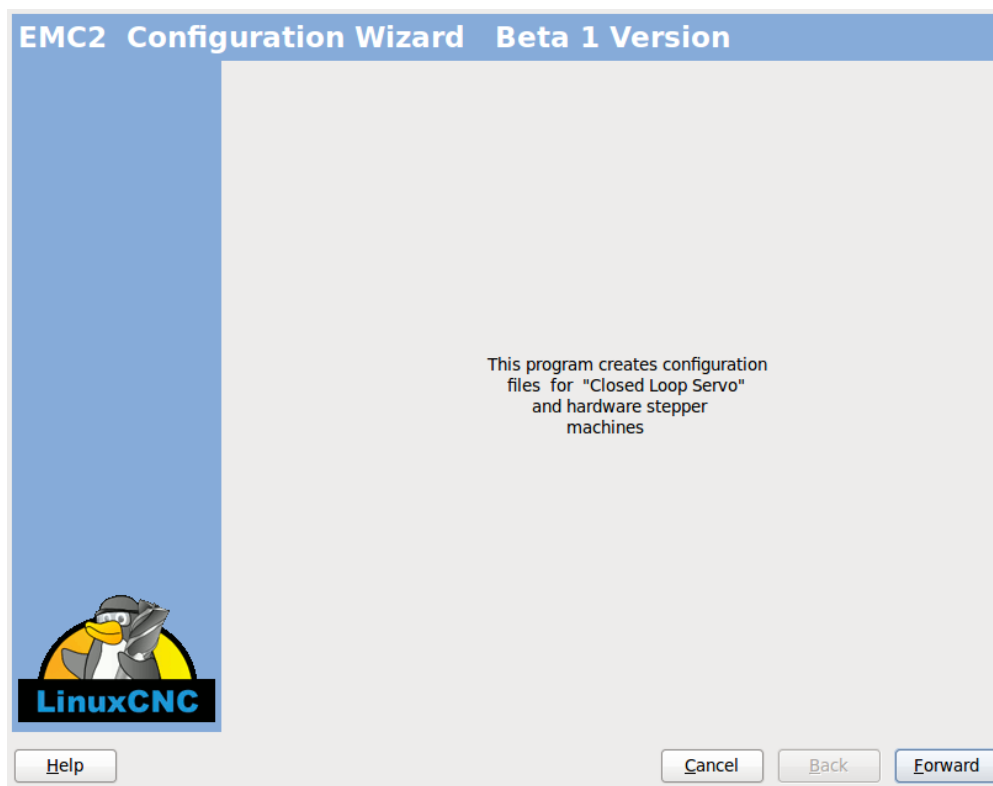 EMC2 Configuration Wizard Beta 1 Version
This program creates configuration
files for "Closed Loop Servo"
and hardware stepper
machines
LinuxCNC
Help
Cancel
Back
Forward